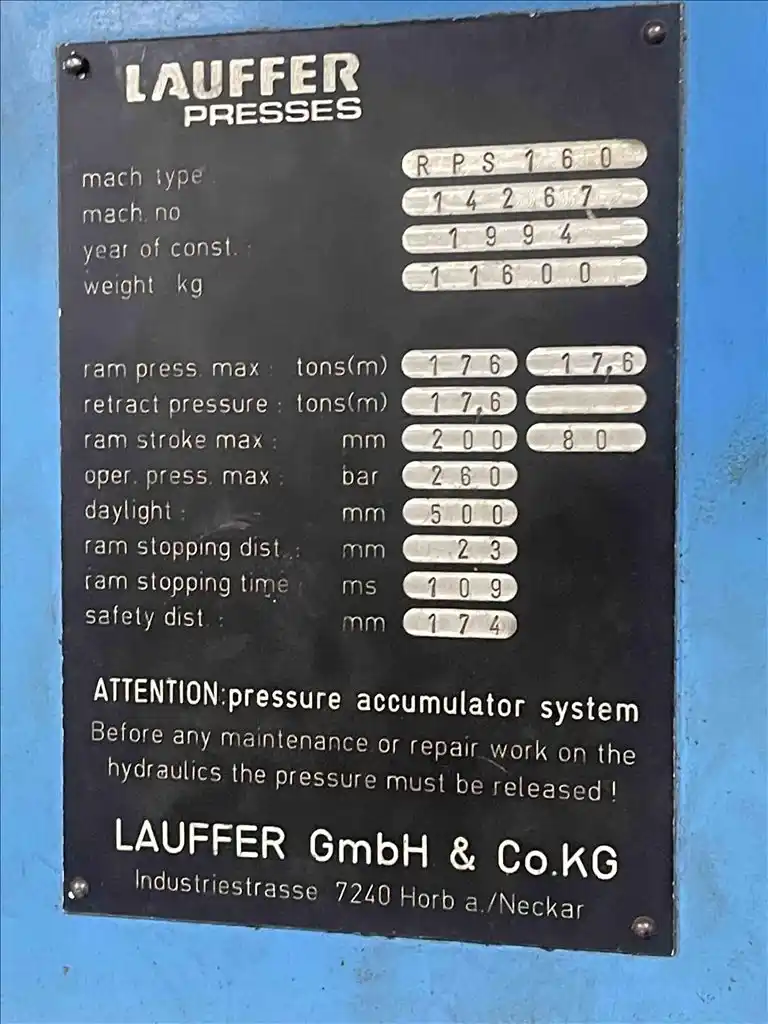 LAUFFER
PRESSES
mach type : RPS 160
mach. no 14267
year of const. : 1994
weight kg 11600
ram press. max : tons(m) 176 17,6
retract pressure : tons(m) 17,6
ram stroke max : mm 200 80
oper. press. max : bar 260
daylight : mm 500
ram stopping dist. : mm 23
ram stopping time : ms 109
safety dist. : mm 174
ATTENTION: pressure accumulator system
Before any maintenance or repair work on the
hydraulics the pressure must be released !
LAUFFER GmbH & Co.KG
Industriestrasse 7240 Horb a./Neckar